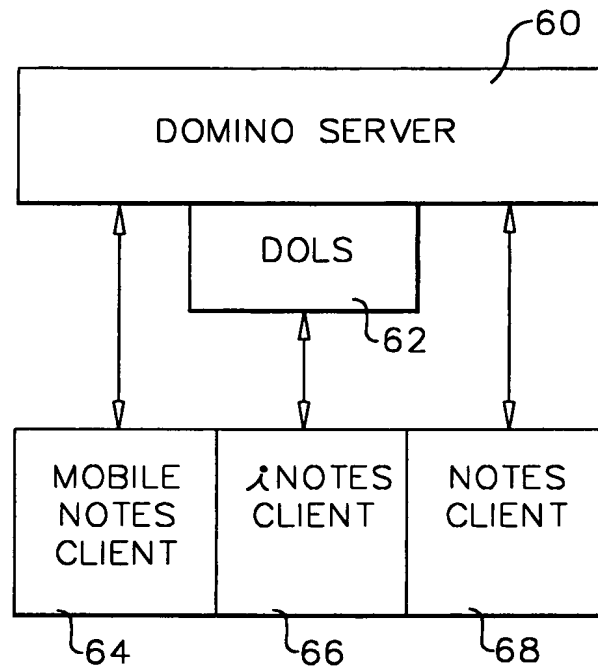 60
DOMINO SERVER
DOLS
62
MOBILE
NOTES
CLIENT
iNOTES
CLIENT
NOTES
CLIENT
64
66
68